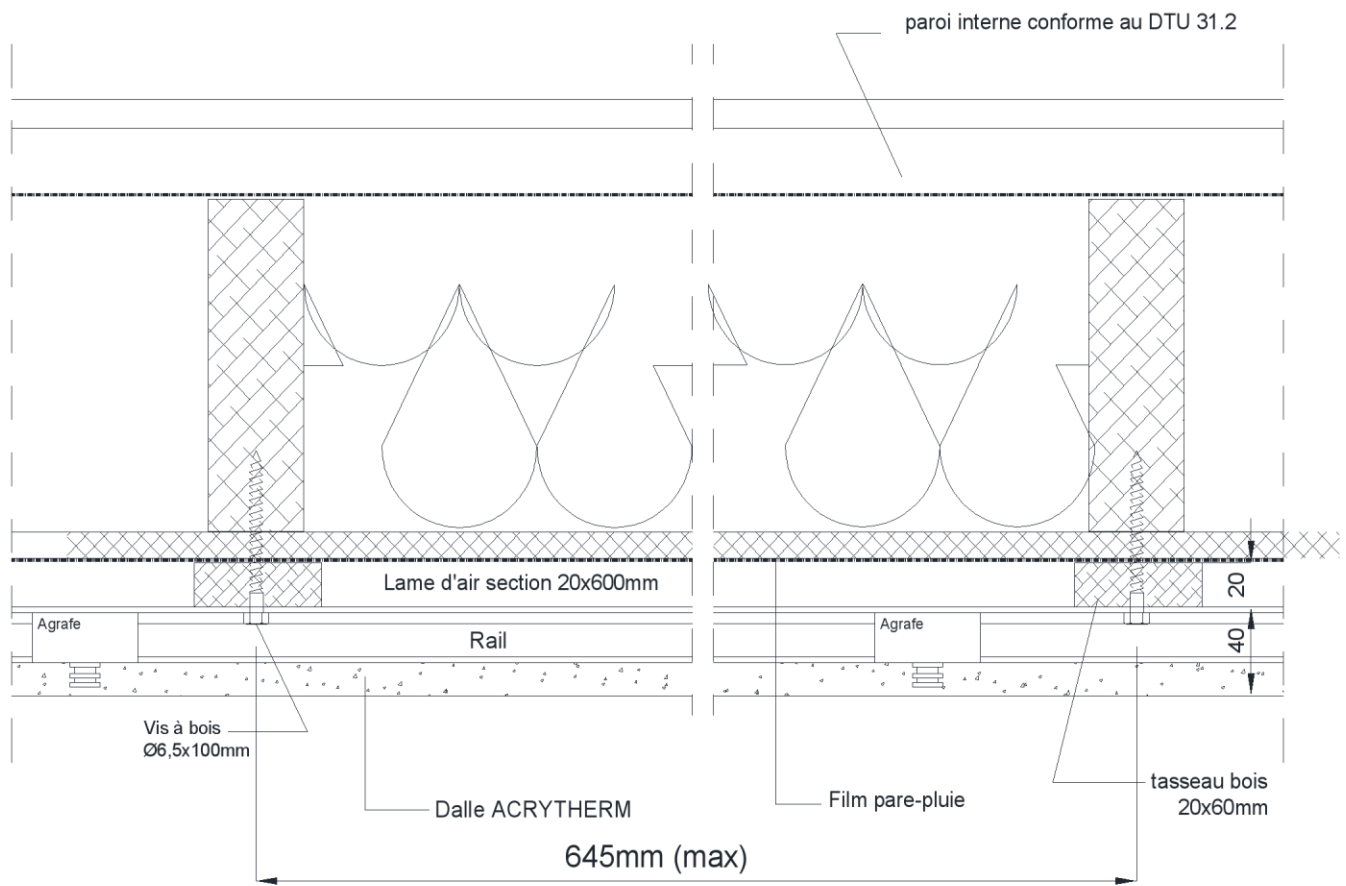 paroi interne conforme au DTU 31.2
Lame d'air section 20x600mm
20
Agrafe
Agrafe
Rail
40
Vis à bois
Ø6,5x100mm
Dalle ACRYTHERM
Film pare-pluie
tasseau bois
20x60mm
645mm (max)